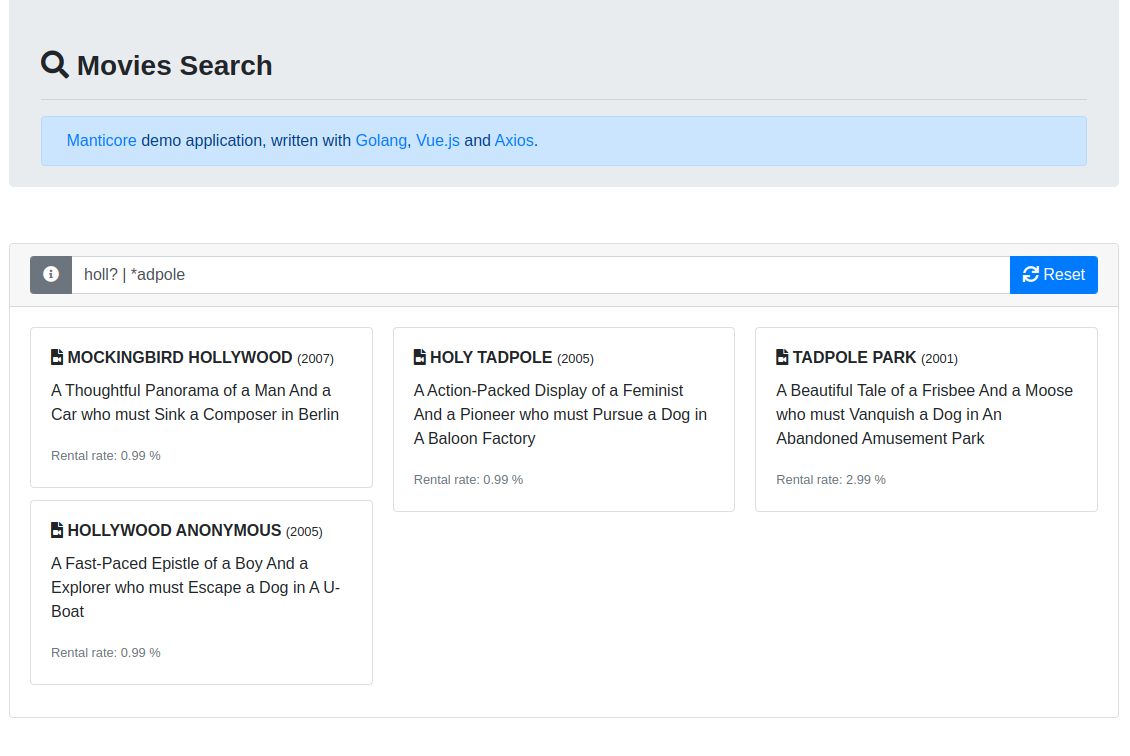 Movies Search
Manticore demo application, written with Golang, Vue.js and Axios.
holl? | *adpole
Reset
MOCKINGBIRD HOLLYWOOD (2007)
A Thoughtful Panorama of a Man And a
Car who must Sink a Composer in Berlin
Rental rate: 0.99 %
HOLY TADPOLE (2005)
A Action-Packed Display of a Feminist
And a Pioneer who must Pursue a Dog in
A Baloon Factory
Rental rate: 0.99 %
TADPOLE PARK (2001)
A Beautiful Tale of a Frisbee And a Moose
who must Vanquish a Dog in An
Abandoned Amusement Park
Rental rate: 2.99 %
HOLLYWOOD ANONYMOUS (2005)
A Fast-Paced Epistle of a Boy And a
Explorer who must Escape a Dog in A U-
Boat
Rental rate: 0.99 %